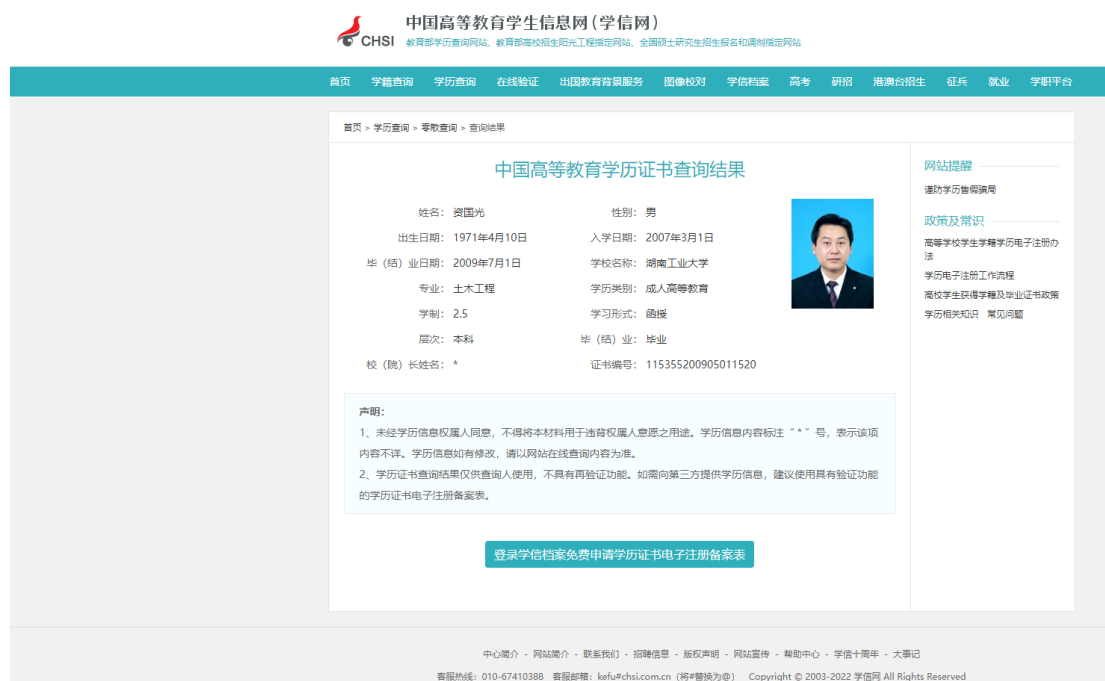 中国高等教育学生信息网（学信网）
CHSI 教育部学历查询网站、教育部高校招生阳光工程指定网站、全国硕士研究生招生报名和调剂指定网站
首页 学籍查询 学历查询 在线验证 出国教育背景服务 图像校对 学信档案 高考 研招 港澳台招生 征兵 就业 学职平台
首页 > 学历查询 > 零散查询 > 查询结果
中国高等教育学历证书查询结果
姓名： 资国光 性别： 男
出生日期： 1971年4月10日 入学日期： 2007年3月1日
毕（结）业日期： 2009年7月1日 学校名称： 湖南工业大学
专业： 土木工程 学历类别： 成人高等教育
学制： 2.5 学习形式： 函授
层次： 本科 毕（结）业： 毕业
校（院）长姓名： * 证书编号： 115355200905011520
声明：
1、未经学历信息权属人同意，不得将本材料用于违背权属人意愿之用途。学历信息内容标注“*”号，表示该项
内容不详。学历信息如有修改，请以网站在线查询内容为准。
2、学历证书查询结果仅供查询人使用，不具有再验证功能。如需向第三方提供学历信息，建议使用具有验证功能
的学历证书电子注册备案表。
登录学信档案免费申请学历证书电子注册备案表
网站提醒
谨防学历售假骗局
政策及常识
高等学校学生学籍学历电子注册办
法
学历电子注册工作流程
高校学生获得学籍及毕业证书政策
学历相关知识 常见问题
中心简介 - 网站简介 - 联系我们 - 招聘信息 - 版权声明 - 网站宣传 - 帮助中心 - 学信十周年 - 大事记
客服热线：010-67410388 客服邮箱：kefu#chsi.com.cn（将#替换为@） Copyright © 2003-2022 学信网 All Rights Reserved